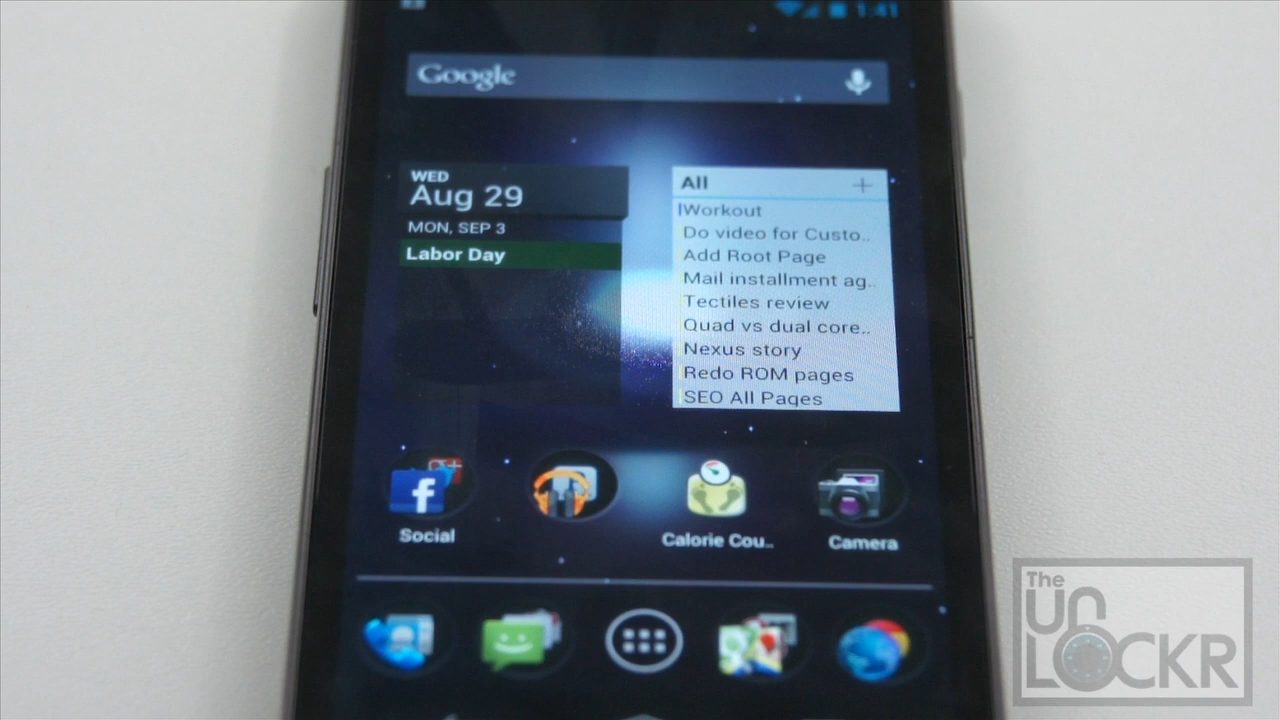 1:41
Google
WED
Aug 29
MON, SEP 3
Labor Day
All +
Workout
Do video for Custo..
Add Root Page
Mail installment ag..
Tectiles review
Quad vs dual core..
Nexus story
Redo ROM pages
SEO All Pages
Social
Calorie Cou..
Camera
The
UN
LOCKR